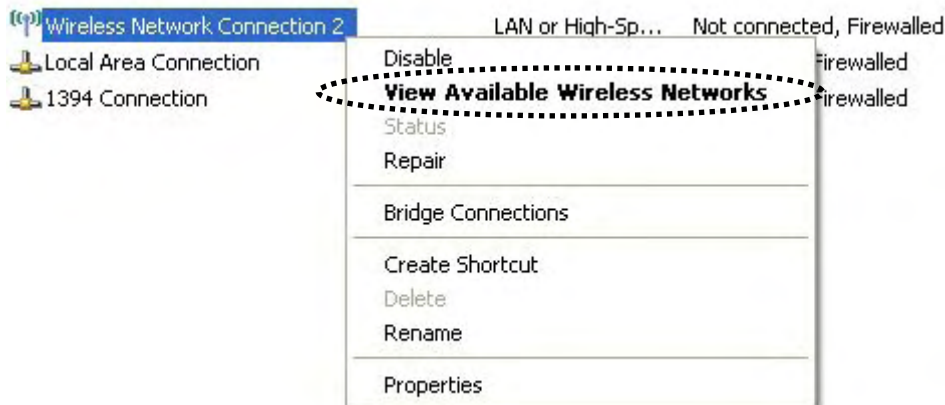 Wireless Network Connection 2 LAN or High-Sp... Not connected, Firewalled
Local Area Connection Firewalled
1394 Connection Firewalled
Disable
View Available Wireless Networks
Status
Repair
Bridge Connections
Create Shortcut
Delete
Rename
Properties